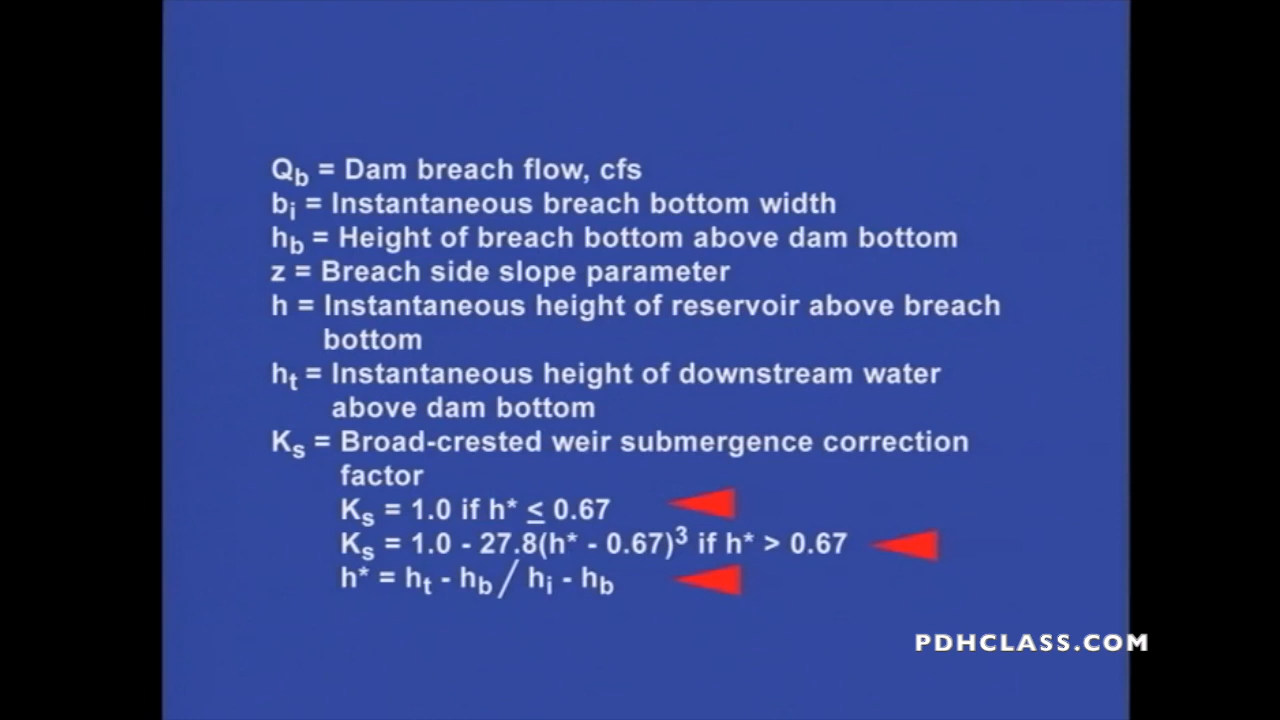 Qb = Dam breach flow, cfs
bi = Instantaneous breach bottom width
hb = Height of breach bottom above dam bottom
z = Breach side slope parameter
h = Instantaneous height of reservoir above breach
bottom
ht = Instantaneous height of downstream water
above dam bottom
Ks = Broad-crested weir submergence correction
factor
Ks = 1.0 if h* ≤ 0.67
Ks = 1.0 - 27.8(h* - 0.67)³ if h* > 0.67
h* = ht - hb / hi - hb
PDHCLASS.COM